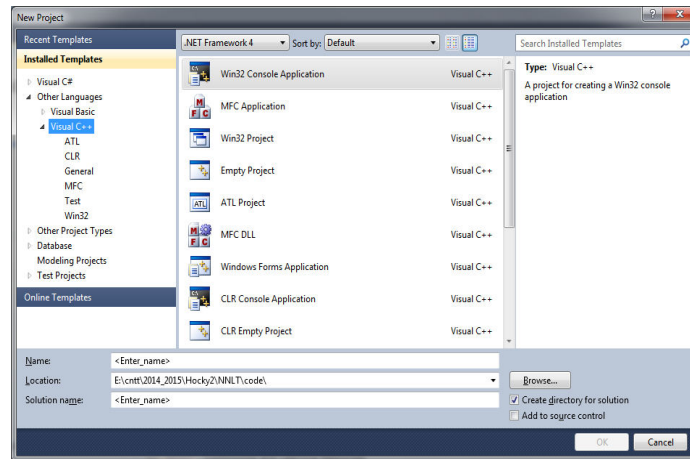 New Project
Recent Templates
.NET Framework 4
Sort by: Default
Search Installed Templates
Installed Templates
Visual C#
Other Languages
Visual Basic
Visual C++
ATL
CLR
General
MFC
Test
Win32
Other Project Types
Database
Modeling Projects
Test Projects
Online Templates
Win32 Console Application Visual C++
MFC Application Visual C++
Win32 Project Visual C++
Empty Project Visual C++
ATL Project Visual C++
MFC DLL Visual C++
Windows Forms Application Visual C++
CLR Console Application Visual C++
CLR Empty Project Visual C++
Type: Visual C++
A project for creating a Win32 console
application
Name: <Enter_name>
Location: E:\cntt\2014_2015\Hocky2\NNLT\code\
Browse...
Solution name: <Enter_name>
Create directory for solution
Add to source control
OK
Cancel